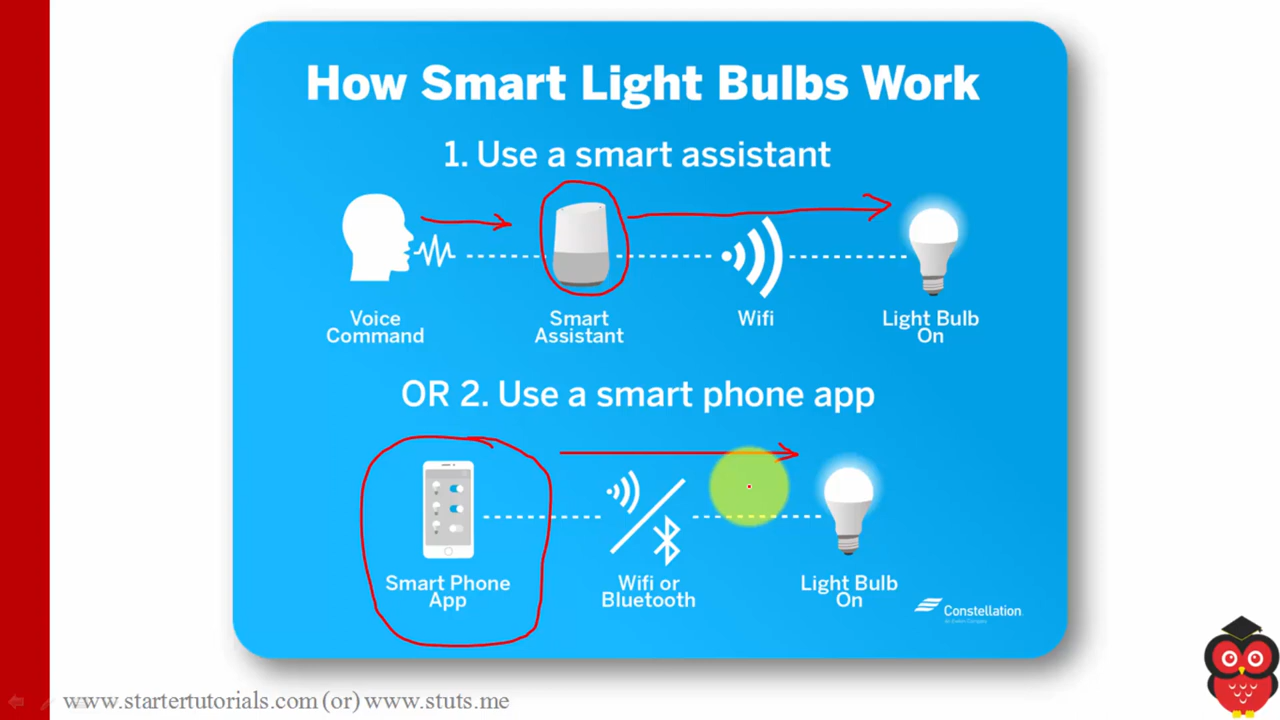 How Smart Light Bulbs Work
1. Use a smart assistant
Voice
Command
Smart
Assistant
Wifi
Light Bulb
On
OR 2. Use a smart phone app
Smart Phone
App
Wifi or
Bluetooth
Light Bulb
On
Constellation
www.startertutorials.com (or) www.stuts.me